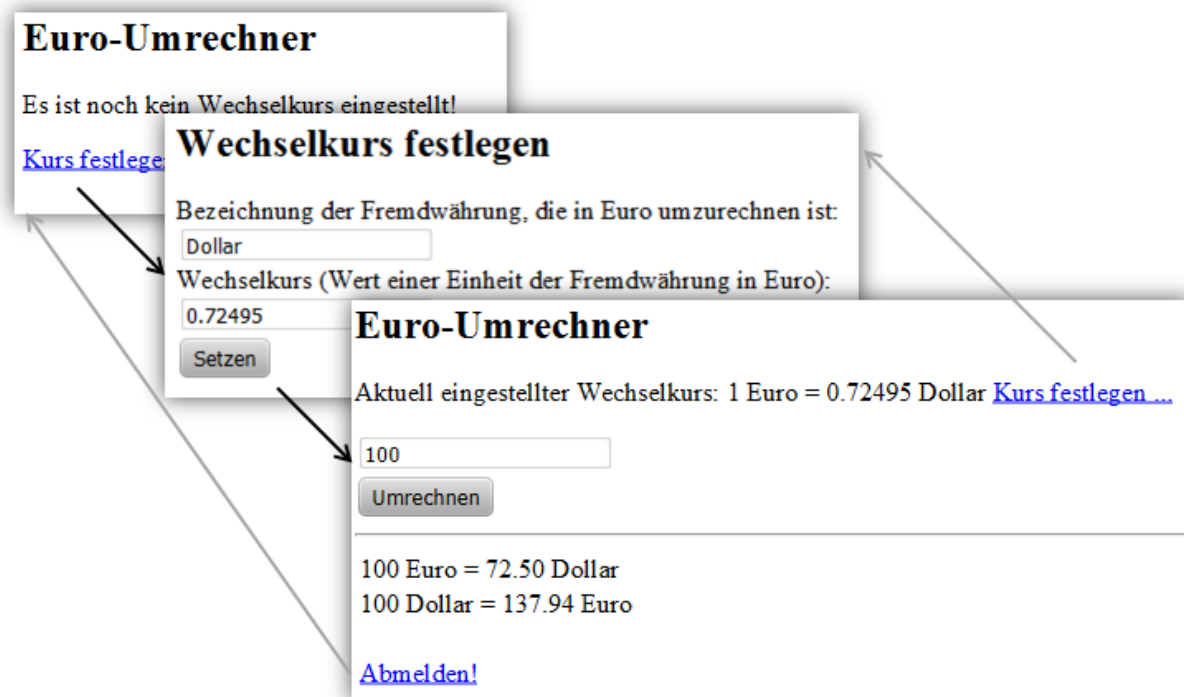 Euro-Umrechner
Es ist noch kein Wechselkurs eingestellt!
Kurs festlege
Wechselkurs festlegen
Bezeichnung der Fremdwährung, die in Euro umzurechnen ist:
Dollar
Wechselkurs (Wert einer Einheit der Fremdwährung in Euro):
0.72495
Setzen
Euro-Umrechner
Aktuell eingestellter Wechselkurs: 1 Euro = 0.72495 Dollar Kurs festlegen ...
100
Umrechnen
100 Euro = 72.50 Dollar
100 Dollar = 137.94 Euro
Abmelden!